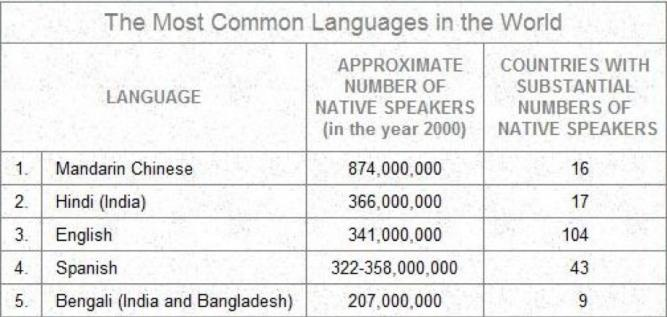 The Most Common Languages in the World
LANGUAGE
APPROXIMATE
NUMBER OF
NATIVE SPEAKERS
(in the year 2000)
COUNTRIES WITH
SUBSTANTIAL
NUMBERS OF
NATIVE SPEAKERS
1. Mandarin Chinese 874,000,000 16
2. Hindi (India) 366,000,000 17
3. English 341,000,000 104
4. Spanish 322-358,000,000 43
5. Bengali (India and Bangladesh) 207,000,000 9